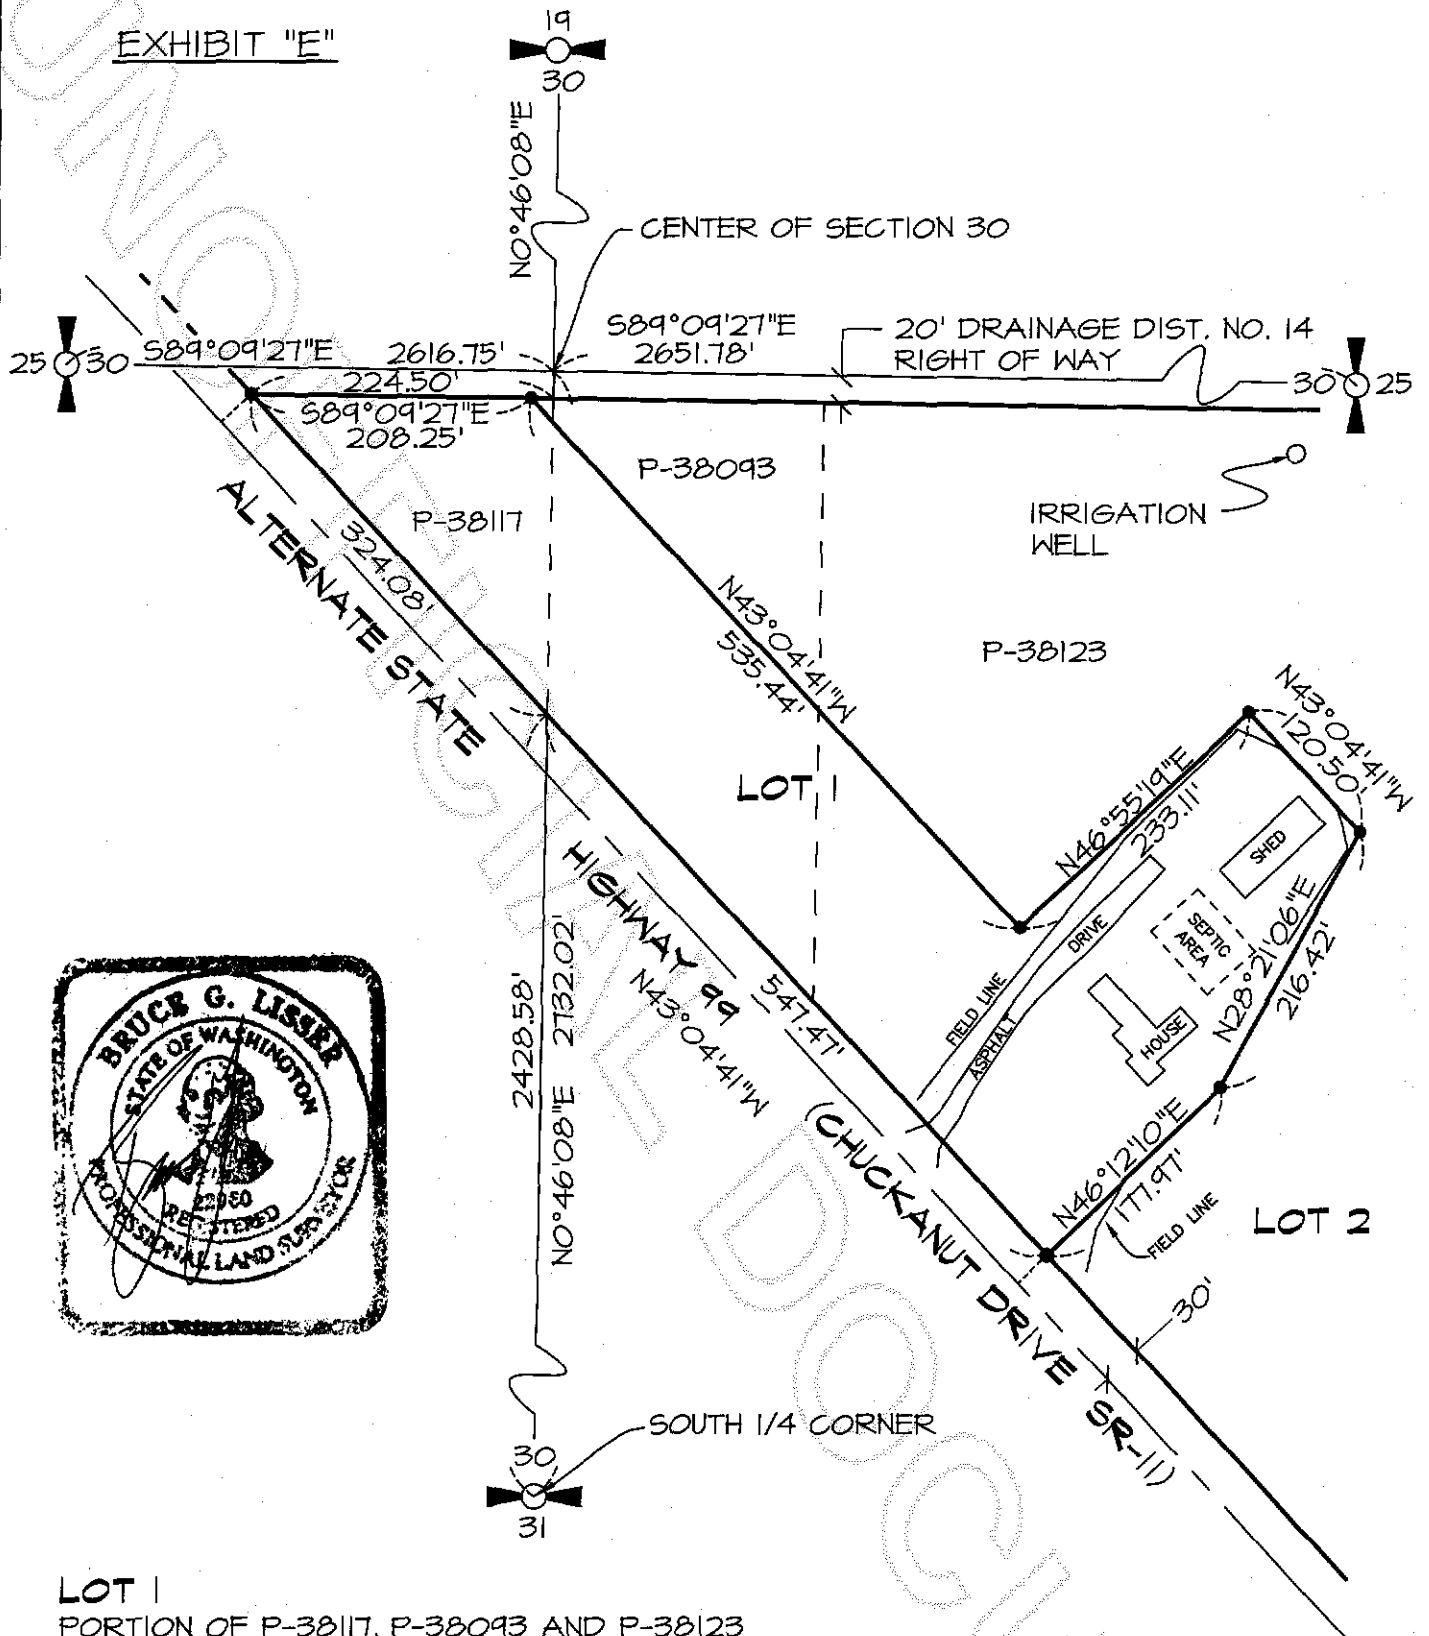 EXHIBIT "E"
19
30
N0°46'08"E
CENTER OF SECTION 30
S89°09'27"E
2651.78'
20' DRAINAGE DIST. NO. 14
RIGHT OF WAY
25
30
S89°09'27"E
2616.75'
224.50'
S89°09'27"E
208.25'
30
25
P-38093
P-38117
IRRIGATION
WELL
324.08'
N43°04'41"W
535.44'
P-38123
ALTERNATE STATE
HIGHWAY 99
(CHUCKANUT DRIVE SR-11)
N43°04'41"W
547.47'
LOT 1
N43°04'41"W
120.50'
N46°55'19"E
233.11'
SHED
SEPTIC
AREA
DRIVE
ASPHALT
FIELD LINE
HOUSE
N28°21'06"E
216.42'
N46°12'10"E
177.97'
FIELD LINE
LOT 2
30'
2428.58'
N0°46'08"E 2132.02'
BRUCE G. LISSER
STATE OF WASHINGTON
22960
REGISTERED
PROFESSIONAL LAND SURVEYOR
SOUTH 1/4 CORNER
30
31
LOT 1
PORTION OF P-38117, P-38093 AND P-38123
UNOFFICIAL DOC